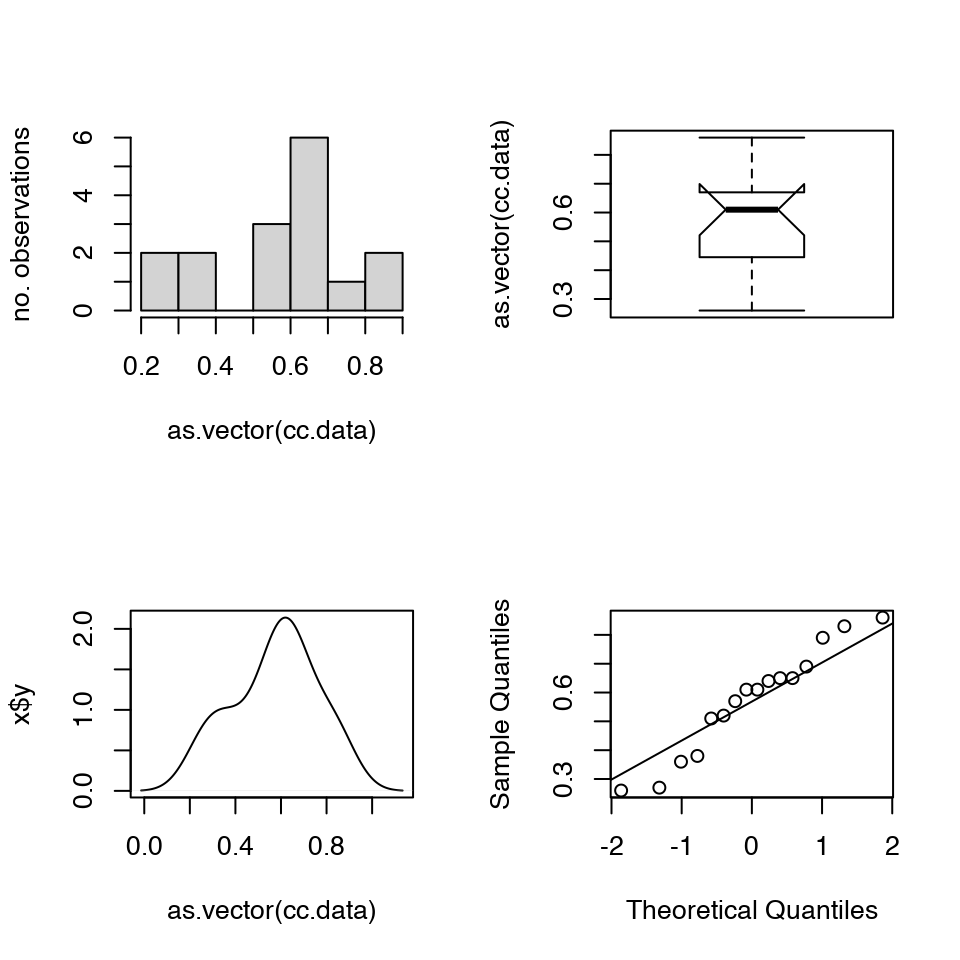 no. observations
6
4
2
0
0.2 0.4 0.6 0.8
as.vector(cc.data)
as.vector(cc.data)
0.6
0.3
x$y
2.0
1.0
0.0
0.0 0.4 0.8
as.vector(cc.data)
Sample Quantiles
0.6
0.3
-2 -1 0 1 2
Theoretical Quantiles